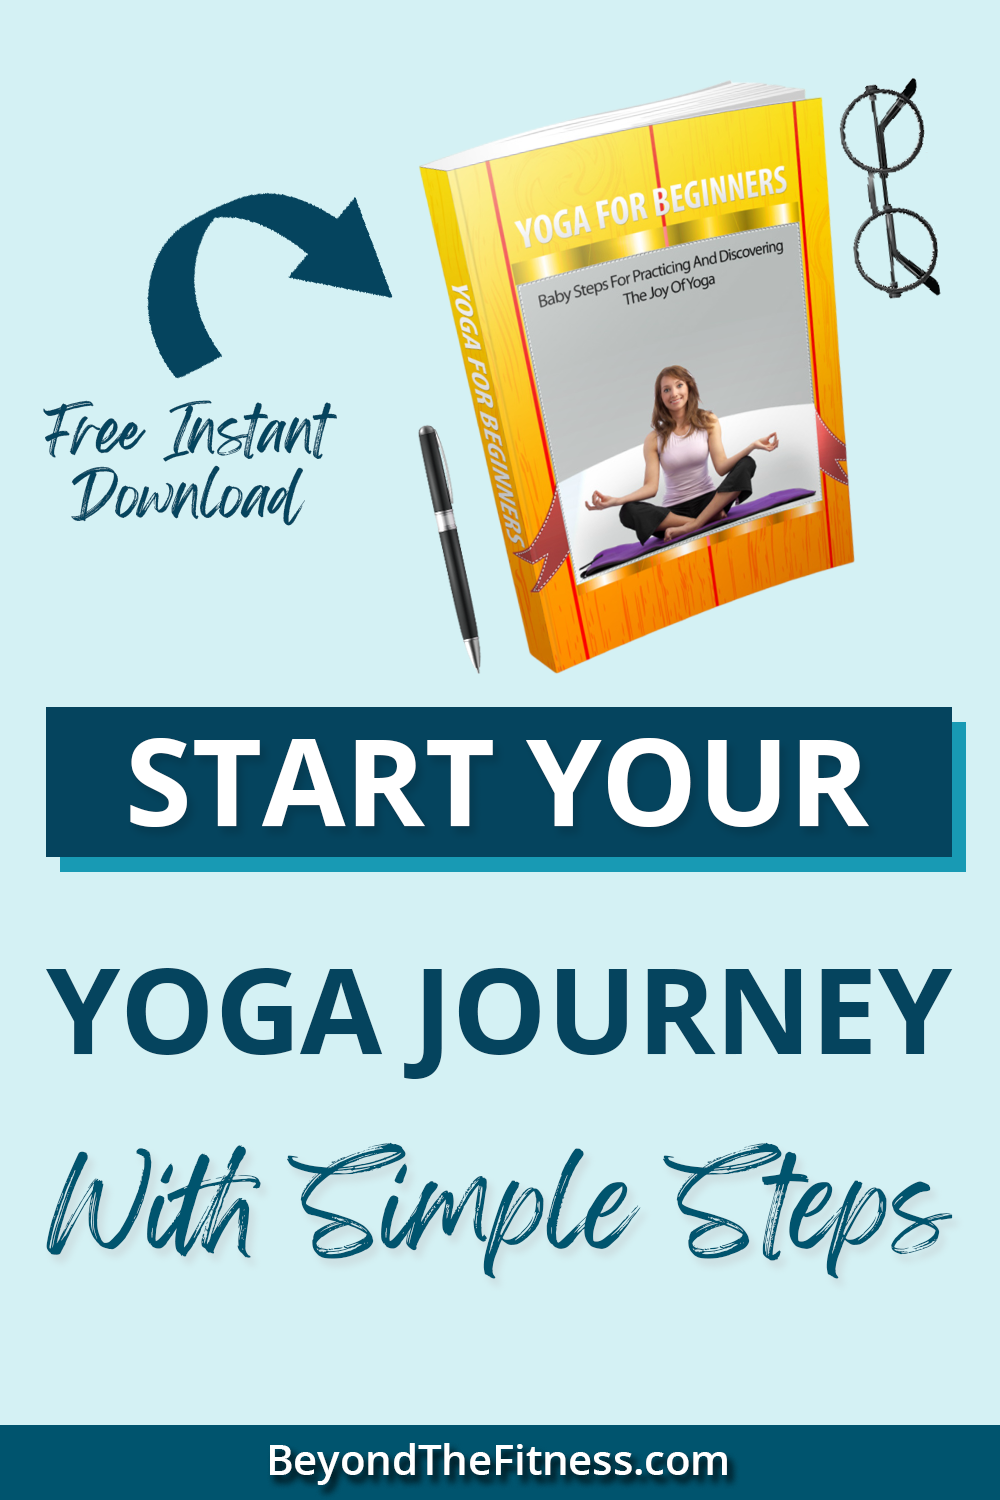 YOGA FOR BEGINNERS
Baby Steps For Practicing And Discovering
The Joy Of Yoga
YOGA FOR BEGINNERS
Free Instant
Download
START YOUR
YOGA JOURNEY
With Simple Steps
BeyondTheFitness.com